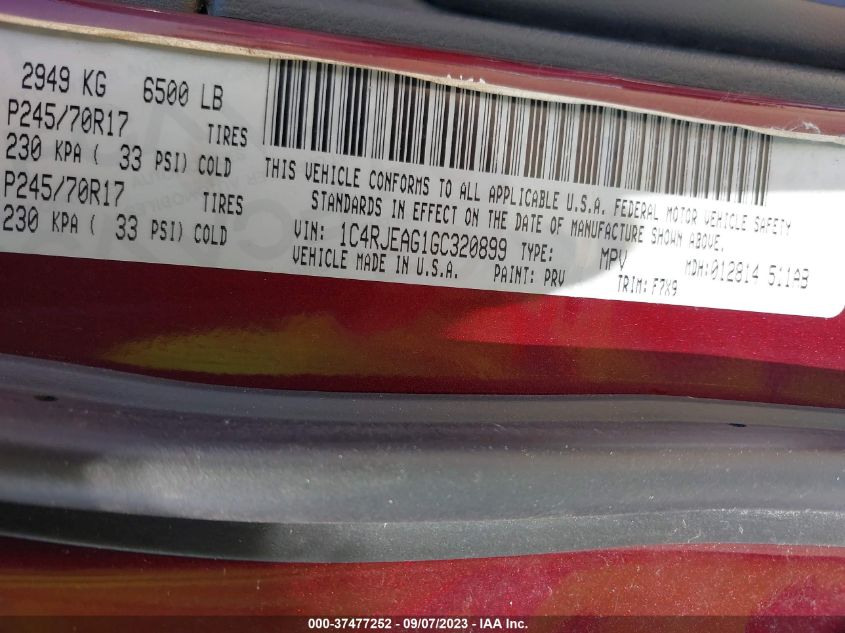 2949 KG 6500 LB
P245/70R17 TIRES
230 KPA ( 33 PSI) COLD
P245/70R17 TIRES
230 KPA ( 33 PSI) COLD
THIS VEHICLE CONFORMS TO ALL APPLICABLE U.S.A. FEDERAL MOTOR VEHICLE SAFETY
STANDARDS IN EFFECT ON THE DATE OF MANUFACTURE SHOWN ABOVE.
VIN: 1C4RJEAG1GC320899 TYPE: MPV MDH:012814 511AB
VEHICLE MADE IN U.S.A. PAINT: PRV TRIM: F7X9
000-37477252 - 09/07/2023 - IAA